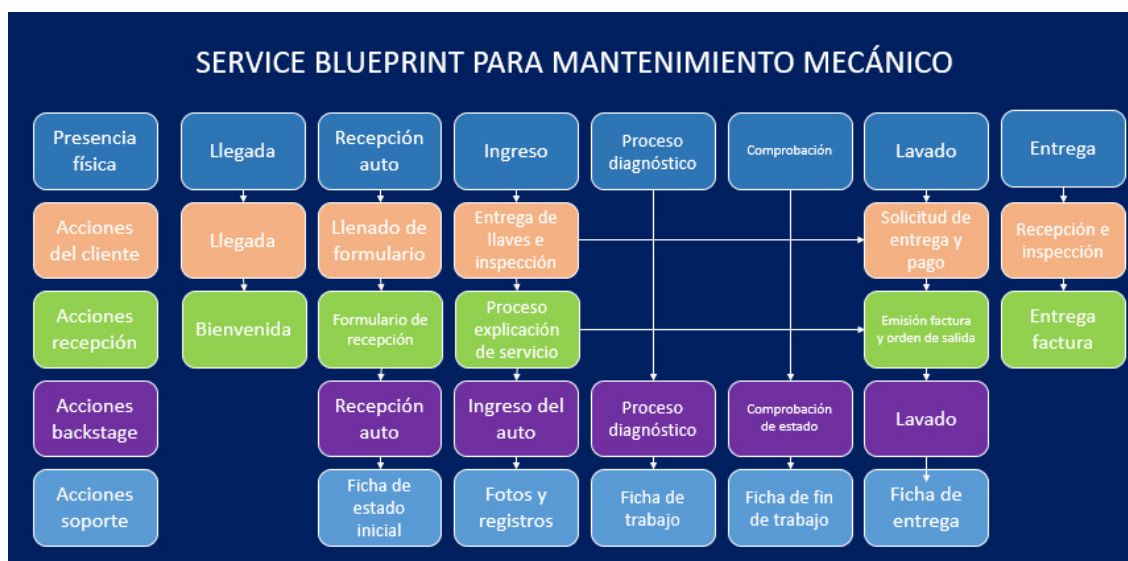 SERVICE BLUEPRINT PARA MANTENIMIENTO MECÁNICO
Presencia
física
Llegada
Recepción
auto
Ingreso
Proceso
diagnóstico
Comprobación
Lavado
Entrega
Acciones
del cliente
Llegada
Llenado de
formulario
Entrega de
llaves e
inspección
Solicitud de
entrega y
pago
Recepción e
inspección
Acciones
recepción
Bienvenida
Formulario de
recepción
Proceso
explicación
de servicio
Emisión factura
y orden de salida
Entrega
factura
Acciones
backstage
Recepción
auto
Ingreso del
auto
Proceso
diagnóstico
Comprobación
de estado
Lavado
Acciones
soporte
Ficha de
estado
inicial
Fotos y
registros
Ficha de
trabajo
Ficha de fin
de trabajo
Ficha de
entrega